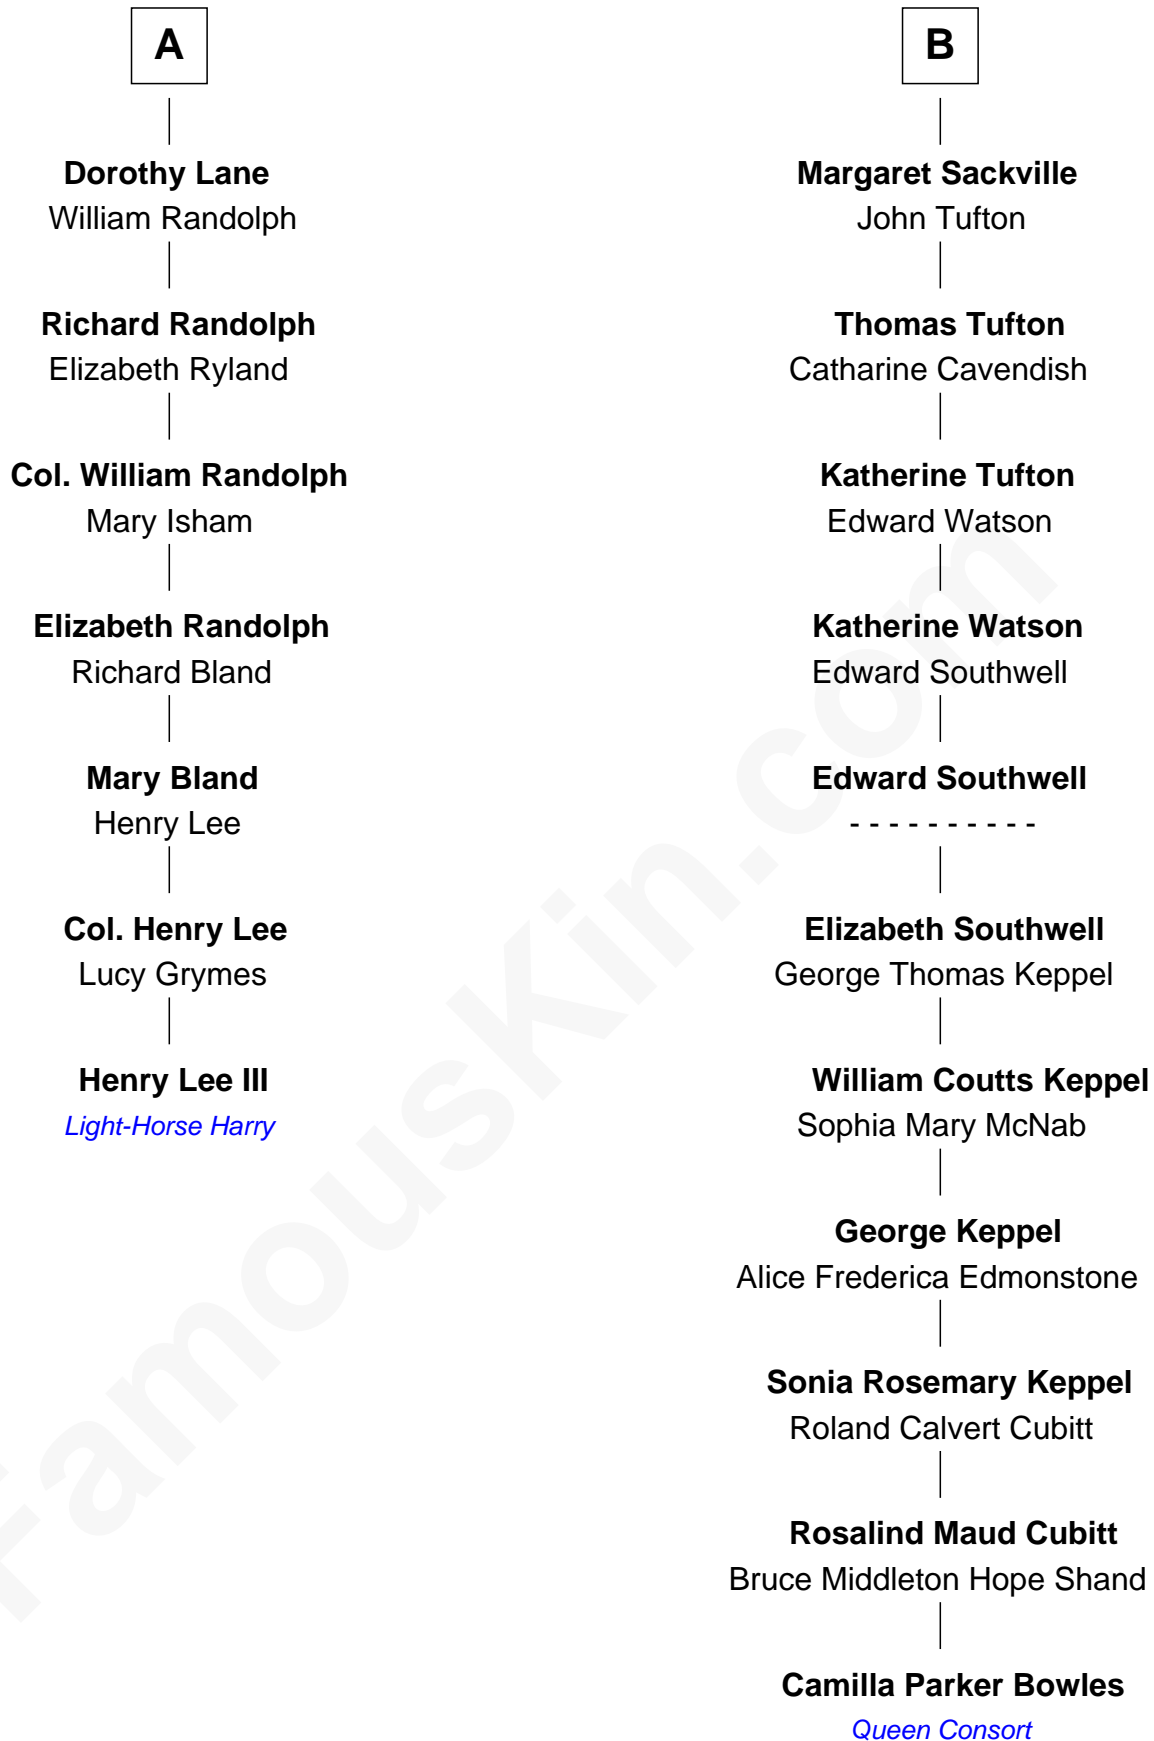 A
Dorothy Lane
William Randolph
Richard Randolph
Elizabeth Ryland
Col. William Randolph
Mary Isham
Elizabeth Randolph
Richard Bland
Mary Bland
Henry Lee
Col. Henry Lee
Lucy Grymes
Henry Lee III
Light-Horse Harry
B
Margaret Sackville
John Tufton
Thomas Tufton
Catharine Cavendish
Katherine Tufton
Edward Watson
Katherine Watson
Edward Southwell
Edward Southwell
- - - - - - - - - -
Elizabeth Southwell
George Thomas Keppel
William Coutts Keppel
Sophia Mary McNab
George Keppel
Alice Frederica Edmonstone
Sonia Rosemary Keppel
Roland Calvert Cubitt
Rosalind Maud Cubitt
Bruce Middleton Hope Shand
Camilla Parker Bowles
Queen Consort
FamousKin.com